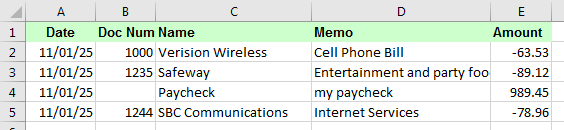 A B C D E
1 Date Doc Num Name Memo Amount
2 11/01/25 1000 Verision Wireless Cell Phone Bill -63.53
3 11/01/25 1235 Safeway Entertainment and party foo -89.12
4 11/01/25 Paycheck my paycheck 989.45
5 11/01/25 1244 SBC Communications Internet Services -78.96